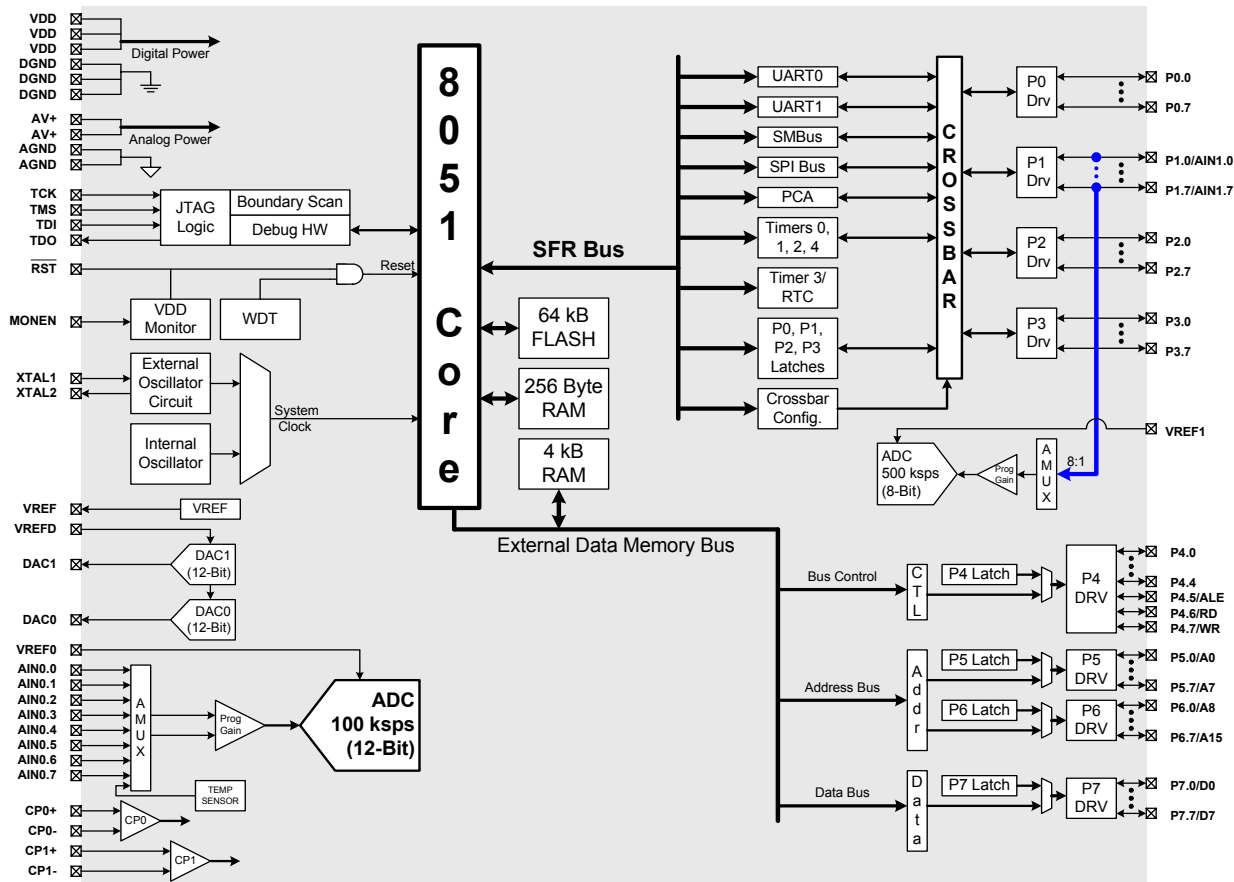 VDD
VDD
VDD
DGND
DGND
DGND
Digital Power
AV+
AV+
AGND
AGND
Analog Power
TCK
TMS
TDI
TDO
JTAG
Logic
Boundary Scan
Debug HW
RST
Reset
MONEN
VDD
Monitor
WDT
XTAL1
XTAL2
External
Oscillator
Circuit
Internal
Oscillator
System
Clock
VREF
VREF
VREFD
DAC1
DAC1
(12-Bit)
DAC0
DAC0
(12-Bit)
VREF0
AIN0.0
AIN0.1
AIN0.2
AIN0.3
AIN0.4
AIN0.5
AIN0.6
AIN0.7
AMUX
Prog
Gain
ADC
100 ksps
(12-Bit)
TEMP
SENSOR
CP0+
CP0-
CP0
CP1+
CP1-
CP1
8051 Core
SFR Bus
64 kB
FLASH
256 Byte
RAM
4 kB
RAM
External Data Memory Bus
UART0
UART1
SMBus
SPI Bus
PCA
Timers 0,
1, 2, 4
Timer 3/
RTC
P0, P1,
P2, P3
Latches
Crossbar
Config.
CROSSBAR
P0
Drv
P0.0
P0.7
P1
Drv
P1.0/AIN1.0
P1.7/AIN1.7
P2
Drv
P2.0
P2.7
P3
Drv
P3.0
P3.7
VREF1
ADC
500 ksps
(8-Bit)
Prog
Gain
AMUX
8:1
Bus Control
CTL
P4 Latch
P4
DRV
P4.0
P4.4
P4.5/ALE
P4.6/RD
P4.7/WR
Address Bus
Addr
P5 Latch
P5
DRV
P5.0/A0
P5.7/A7
P6 Latch
P6
DRV
P6.0/A8
P6.7/A15
Data Bus
Data
P7 Latch
P7
DRV
P7.0/D0
P7.7/D7